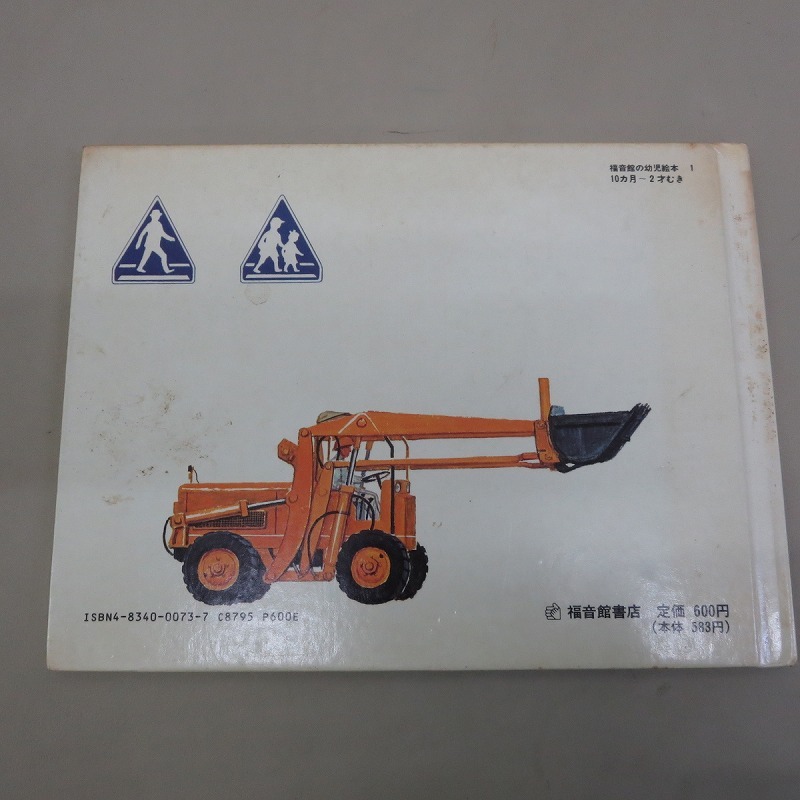 福音館の幼児絵本 1
10カ月－2才むき
ISBN4-8340-0073-7 C8795 P600E
福音館書店 定価 600円
(本体 583円)